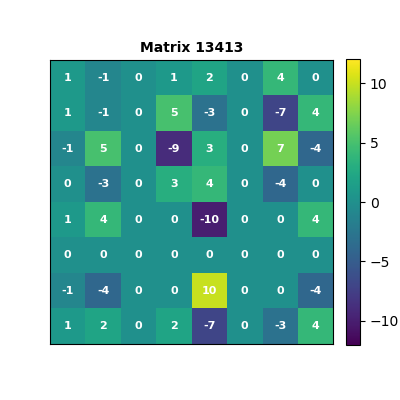 Matrix 13413
1 -1 0 1 2 0 4 0
1 -1 0 5 -3 0 -7 4
-1 5 0 -9 3 0 7 -4
0 -3 0 3 4 0 -4 0
1 4 0 0 -10 0 0 4
0 0 0 0 0 0 0 0
-1 -4 0 0 10 0 0 -4
1 2 0 2 -7 0 -3 4
10
5
0
−5
−10